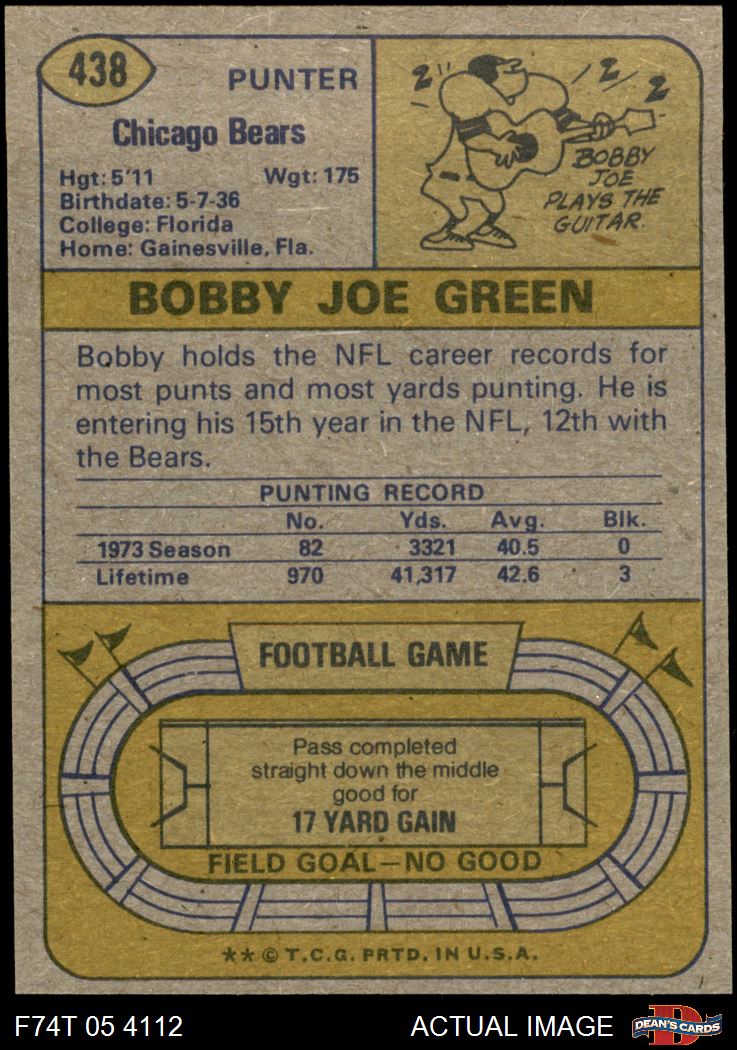 438
PUNTER
Chicago Bears
Hgt: 5'11 Wgt: 175
Birthdate: 5-7-36
College: Florida
Home: Gainesville, Fla.
2 2 2
BOBBY
JOE
PLAYS THE
GUITAR.
BOBBY JOE GREEN
Bobby holds the NFL career records for
most punts and most yards punting. He is
entering his 15th year in the NFL, 12th with
the Bears.
PUNTING RECORD
No. Yds. Avg. Blk.
1973 Season 82 3321 40.5 0
Lifetime 970 41,317 42.6 3
FOOTBALL GAME
Pass completed
straight down the middle
good for
17 YARD GAIN
FIELD GOAL—NO GOOD
** © T.C.G. PRTD. IN U.S.A.
F74T 05 4112 ACTUAL IMAGE
D
DEAN'S CARDS